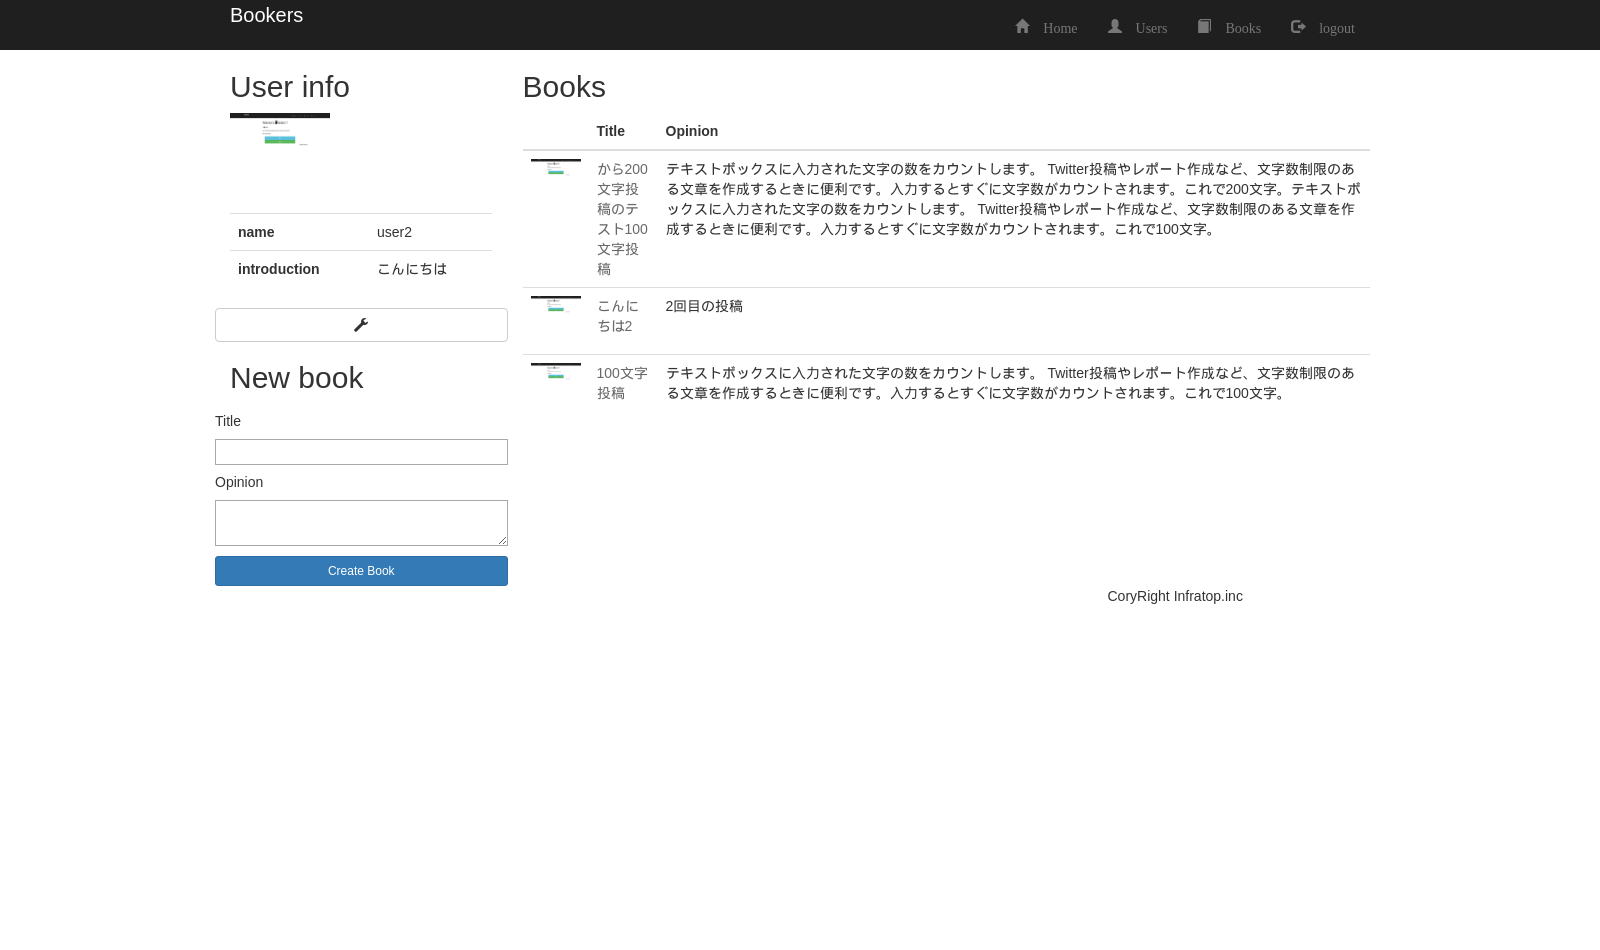 Bookers
Home Users Books logout
User info
name user2
introduction こんにちは
New book
Title
Opinion
Create Book
Books
Title Opinion
から200
文字投
稿のテ
スト100
文字投
稿
テキストボックスに入力された文字の数をカウントします。 Twitter投稿やレポート作成など、文字数制限のあ
る文章を作成するときに便利です。入力するとすぐに文字数がカウントされます。これで200文字。テキストボ
ックスに入力された文字の数をカウントします。 Twitter投稿やレポート作成など、文字数制限のある文章を作
成するときに便利です。入力するとすぐに文字数がカウントされます。これで100文字。
こんに
ちは2
2回目の投稿
100文字
投稿
テキストボックスに入力された文字の数をカウントします。 Twitter投稿やレポート作成など、文字数制限のあ
る文章を作成するときに便利です。入力するとすぐに文字数がカウントされます。これで100文字。
CoryRight Infratop.inc